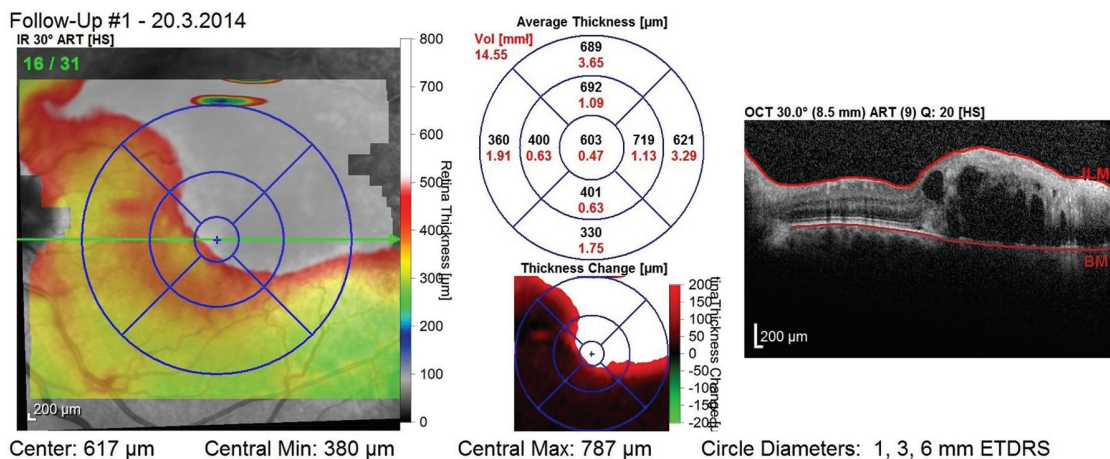 Follow-Up #1 - 20.3.2014
IR 30° ART [HS]
16 / 31
800
700
600
500
400
300
200
100
0
Retina Thickness [µm]
200 µm
Average Thickness [µm]
Vol [mmł]
14.55
689
3.65
692
1.09
360
1.91
400
0.63
603
0.47
719
1.13
621
3.29
401
0.63
330
1.75
Thickness Change [µm]
200
150
100
50
0
-50
-100
-150
-200
OCT 30.0° (8.5 mm) ART (9) Q: 20 [HS]
ILM
BM
200 µm
Center: 617 µm Central Min: 380 µm Central Max: 787 µm Circle Diameters: 1, 3, 6 mm ETDRS